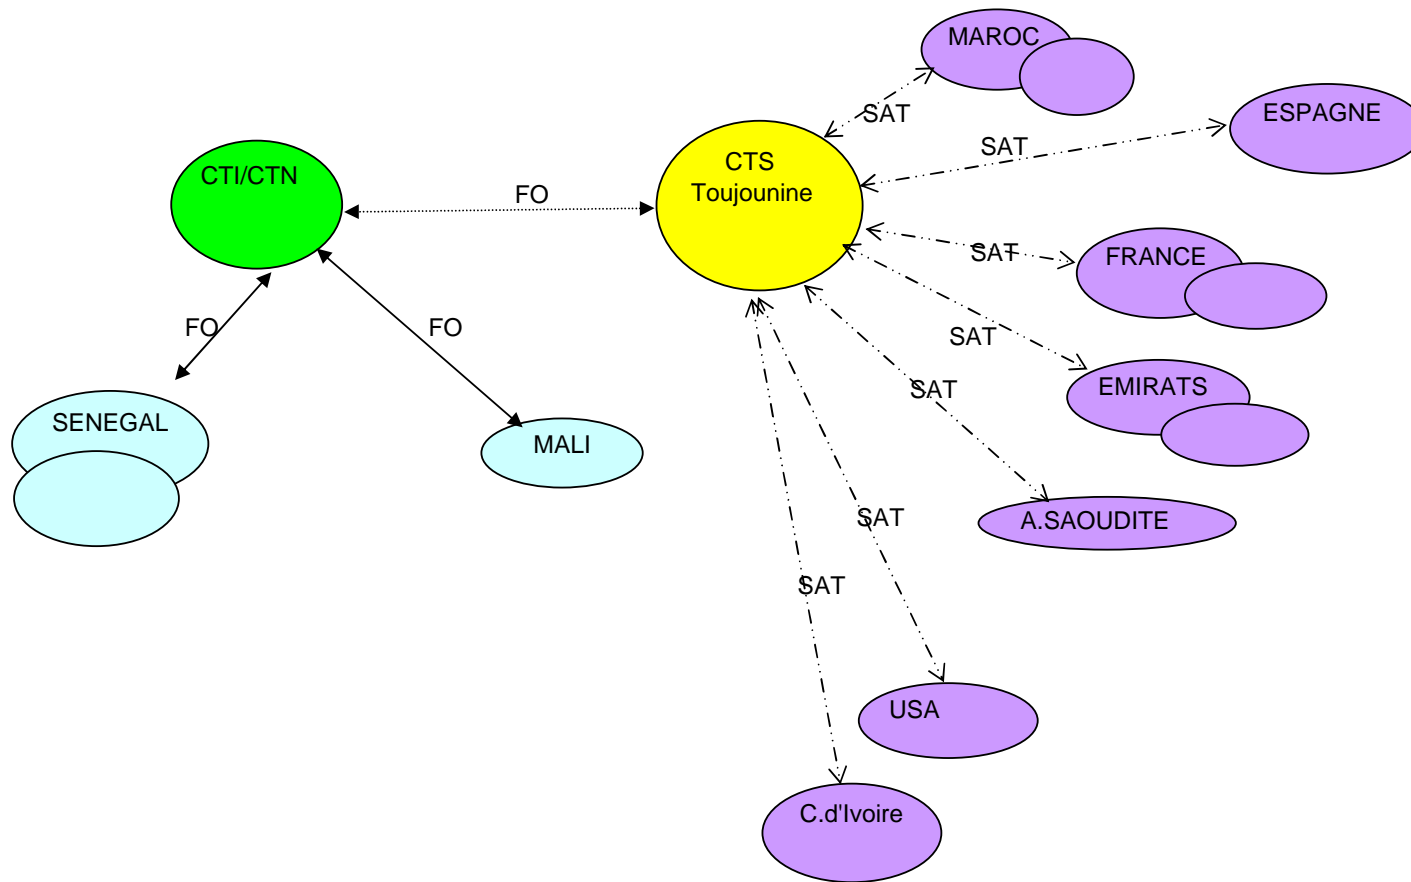 MAROC
SAT
ESPAGNE
SAT
CTS
Toujounine
CTI/CTN
FO
SAT
FRANCE
FO
FO
SAT
EMIRATS
SAT
SENEGAL
MALI
A.SAOUDITE
SAT
SAT
USA
C.d'Ivoire